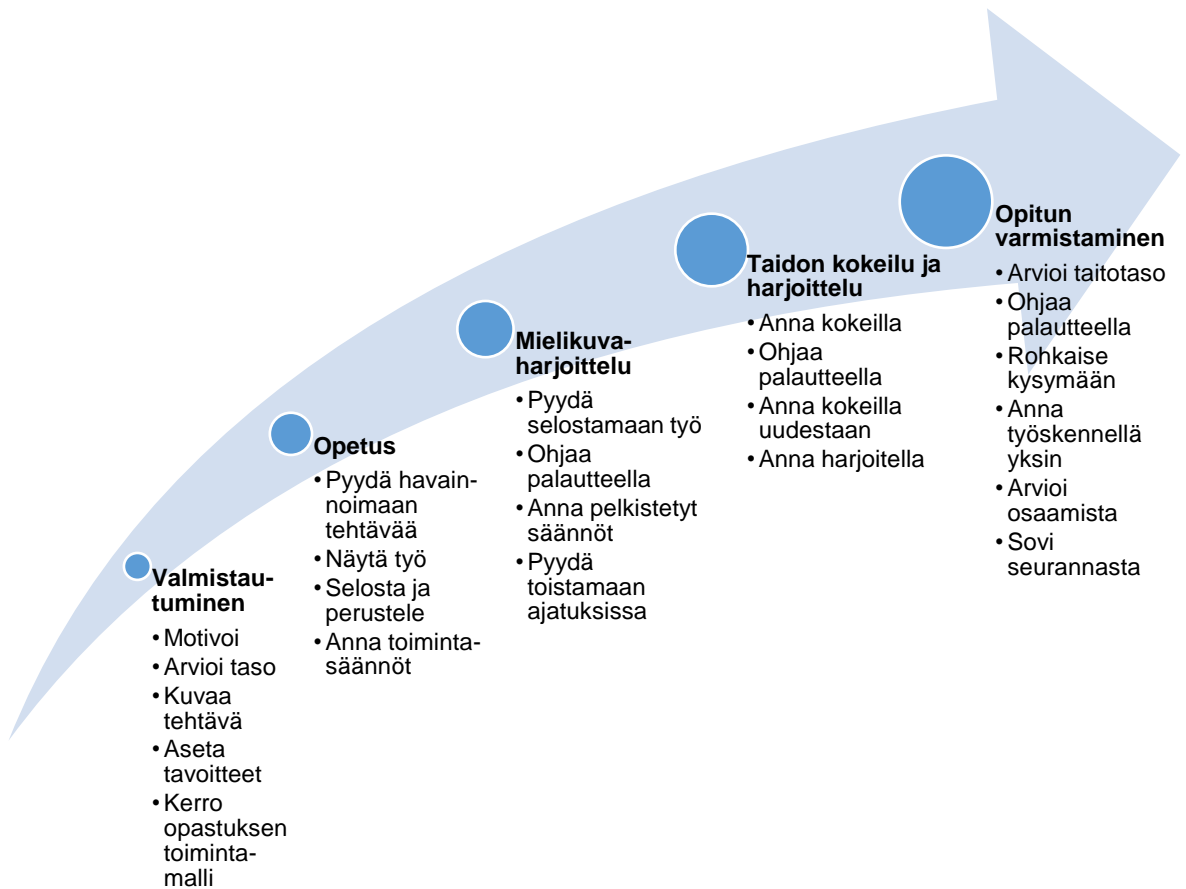 Valmistau-
tuminen
• Motivoi
• Arvioi taso
• Kuvaa
tehtävä
• Aseta
tavoitteet
• Kerro
opastuksen
toiminta-
malli
Opetus
• Pyydä havain-
noimaan
tehtävää
• Näytä työ
• Selosta ja
perustele
• Anna toiminta-
säännöt
Mielikuva-
harjoittelu
• Pyydä
selostamaan työ
• Ohjaa
palautteella
• Anna pelkistetyt
säännöt
• Pyydä
toistamaan
ajatuksissa
Taidon kokeilu ja
harjoittelu
• Anna kokeilla
• Ohjaa
palautteella
• Anna kokeilla
uudestaan
• Anna harjoitella
Opitun
varmistaminen
• Arvioi taitotaso
• Ohjaa
palautteella
• Rohkaise
kysymään
• Anna
työskennellä
yksin
• Arvioi
osaamista
• Sovi
seurannasta